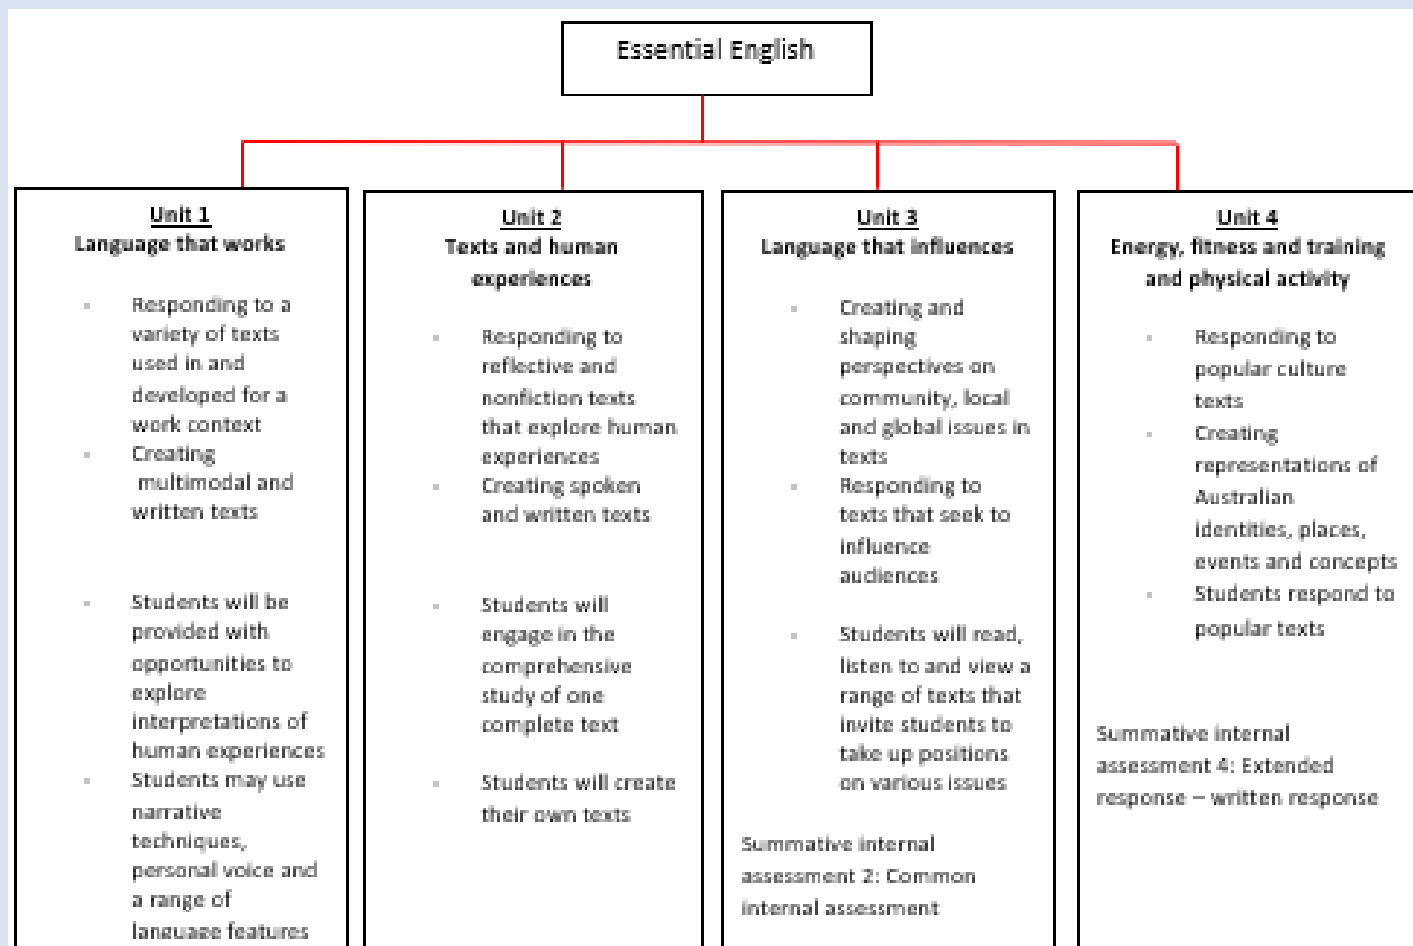 Essential English
Unit 1
Language that works
Responding to a
variety of texts
used in and
developed for a
work context
Creating
multimodal and
written texts
Students will be
provided with
opportunities to
explore
interpretations of
human experiences
Students may use
narrative
techniques,
personal voice and
a range of
language features
Unit 2
Texts and human
experiences
Responding to
reflective and
nonfiction texts
that explore human
experiences
Creating spoken
and written texts
Students will
engage in the
comprehensive
study of one
complete text
Students will create
their own texts
Unit 3
Language that influences
Creating and
shaping
perspectives on
community, local
and global issues in
texts
Responding to
texts that seek to
influence
audiences
Students will read,
listen to and view a
range of texts that
invite students to
take up positions
on various issues
Summative internal
assessment 2: Common
internal assessment
Unit 4
Energy, fitness and training
and physical activity
Responding to
popular culture
texts
Creating
representations of
Australian
identities, places,
events and concepts
Students respond to
popular texts
Summative internal
assessment 4: Extended
response – written response